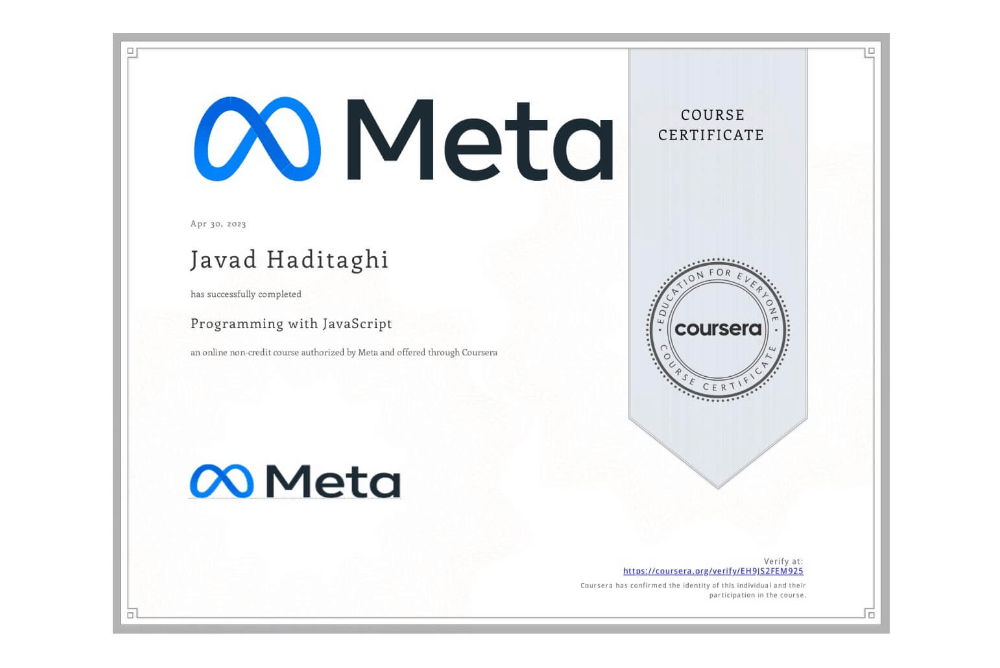 Meta
COURSE
CERTIFICATE
Apr 30, 2023
Javad Haditaghi
has successfully completed
Programming with JavaScript
an online non-credit course authorized by Meta and offered through Coursera
EDUCATION FOR EVERYONE
coursera
COURSE CERTIFICATE
Meta
Verify at:
https://coursera.org/verify/EH9JS2FEM925
Coursera has confirmed the identity of this individual and their
participation in the course.